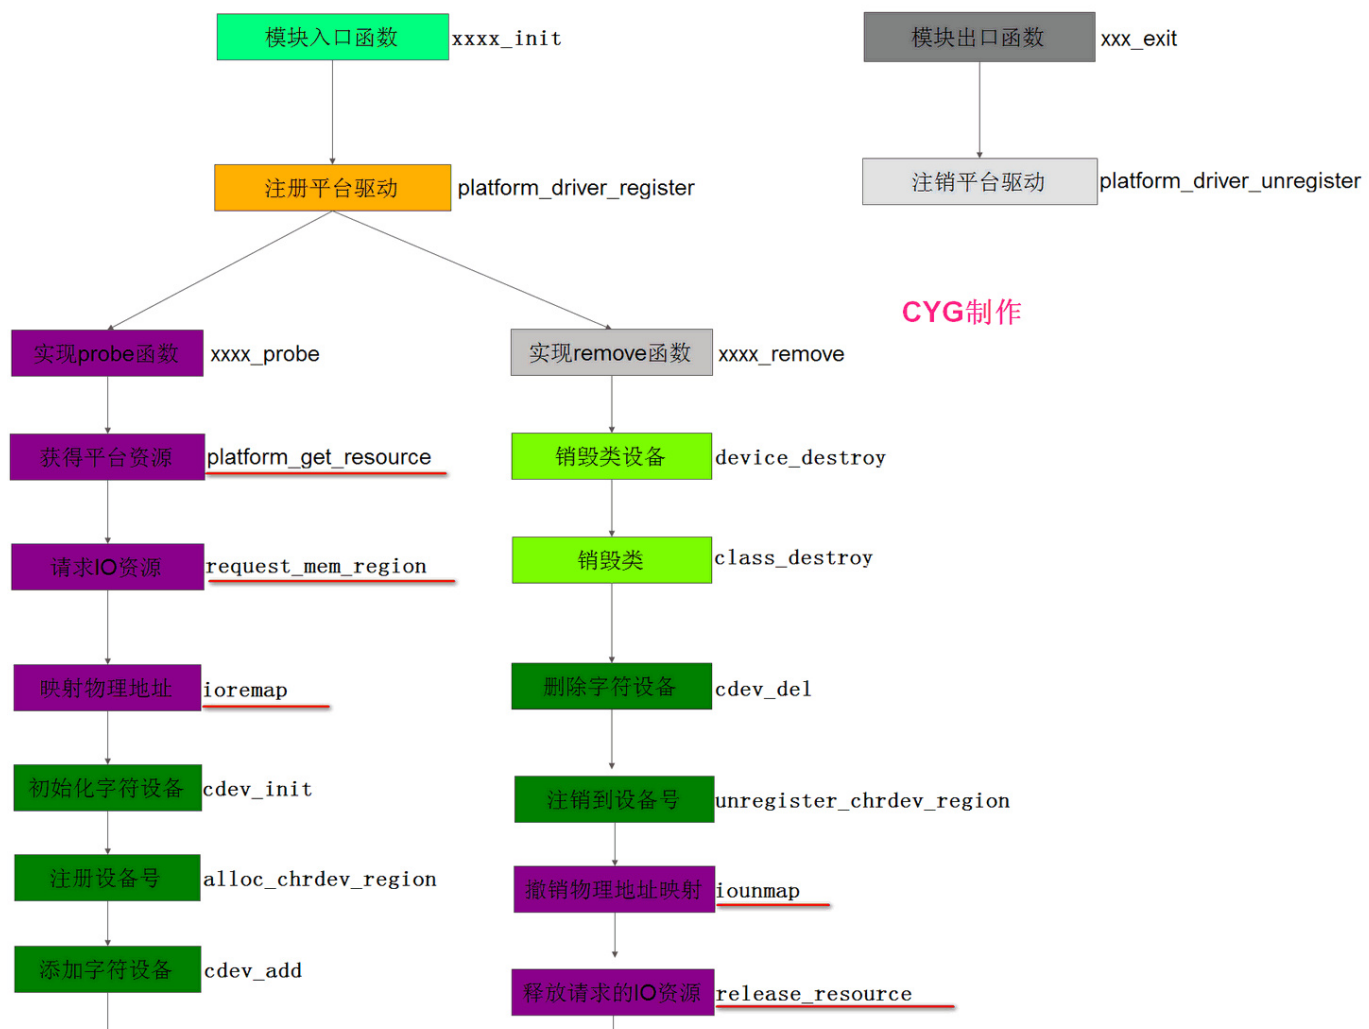 模块入口函数 xxxx_init
模块出口函数 xxx_exit
注册平台驱动 platform_driver_register
注销平台驱动 platform_driver_unregister
CYG制作
实现probe函数 xxxx_probe
实现remove函数 xxxx_remove
获得平台资源 platform_get_resource
销毁类设备 device_destroy
请求IO资源 request_mem_region
销毁类 class_destroy
映射物理地址 ioremap
删除字符设备 cdev_del
初始化字符设备 cdev_init
注销到设备号 unregister_chrdev_region
注册设备号 alloc_chrdev_region
撤销物理地址映射 iounmap
添加字符设备 cdev_add
释放请求的IO资源 release_resource